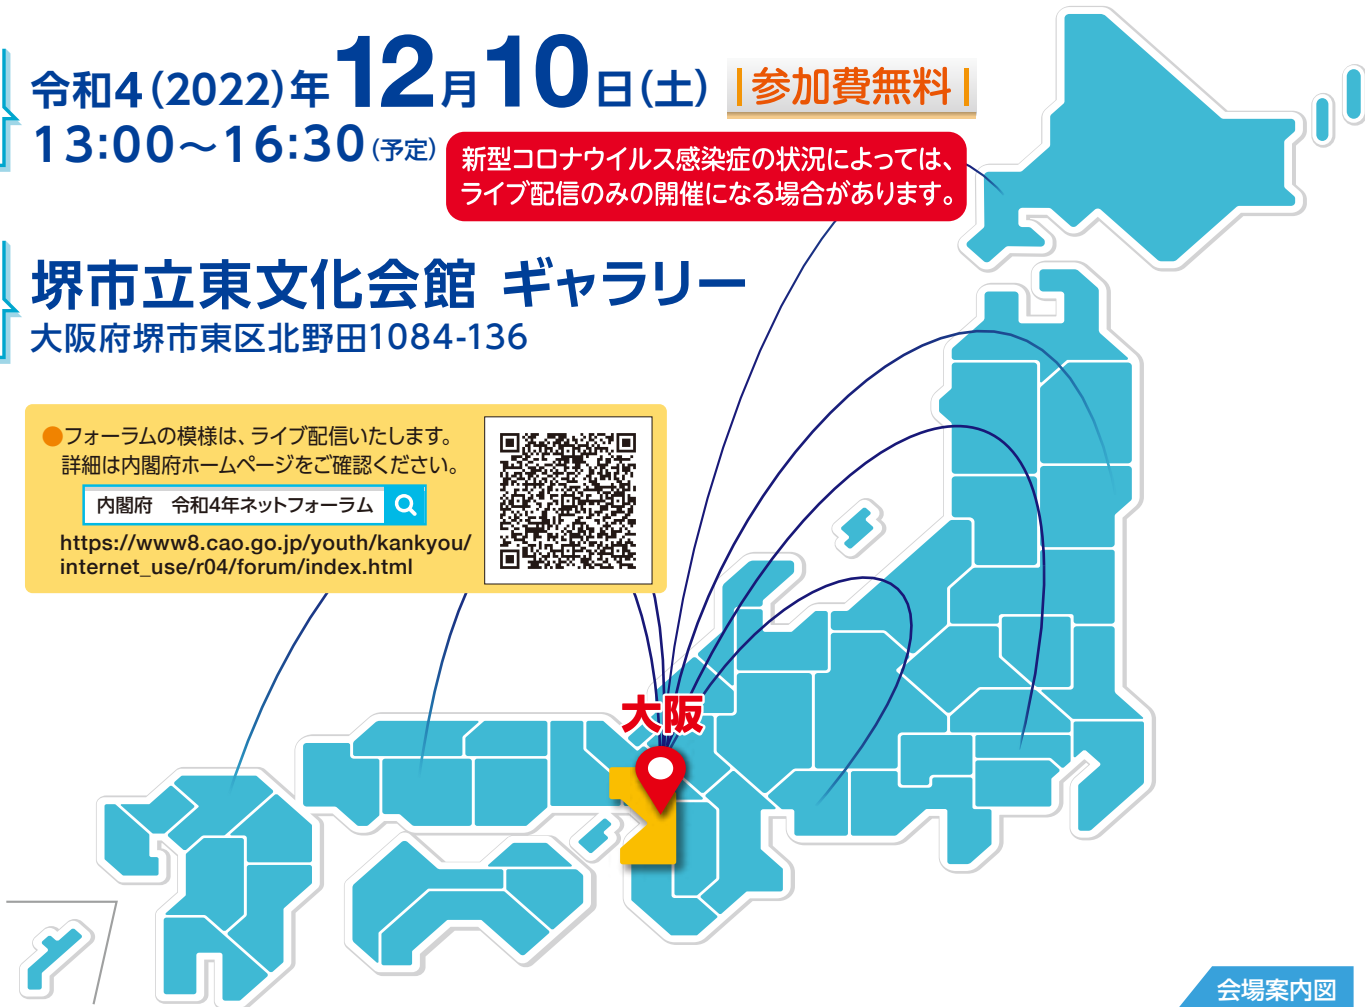 令和4(2022)年12月10日(土) 参加費無料
13:00～16:30(予定)
新型コロナウイルス感染症の状況によっては、
ライブ配信のみの開催になる場合があります。
堺市立東文化会館 ギャラリー
大阪府堺市東区北野田1084-136
●フォーラムの模様は、ライブ配信いたします。
詳細は内閣府ホームページをご確認ください。
内閣府 令和4年ネットフォーラム
https://www8.cao.go.jp/youth/kankyou/
internet_use/r04/forum/index.html
大阪
会場案内図